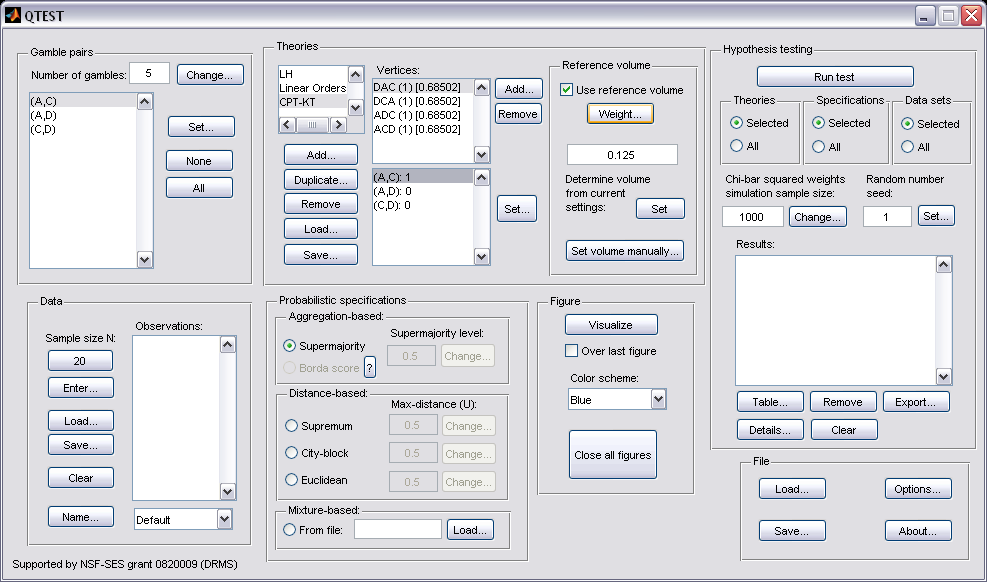 QTEST
Gamble pairs
Number of gambles: 5 Change...
(A,C)
(A,D)
(C,D)
Set...
None
All
Theories
LH
Linear Orders
CPT-KT
Add...
Duplicate...
Remove
Load...
Save...
Vertices:
DAC (1) [0.68502]
DCA (1) [0.68502]
ADC (1) [0.68502]
ACD (1) [0.68502]
Add...
Remove
(A,C): 1
(A,D): 0
(C,D): 0
Set...
Reference volume
Use reference volume
Weight...
0.125
Determine volume
from current
settings: Set
Set volume manually...
Hypothesis testing
Run test
Theories
Selected
All
Specifications
Selected
All
Data sets
Selected
All
Chi-bar squared weights
simulation sample size:
1000 Change...
Random number
seed:
1 Set...
Results:
Table... Remove Export...
Details... Clear
Data
Sample size N:
20
Enter...
Load...
Save...
Clear
Name...
Observations:
Default
Probabilistic specifications
Aggregation-based:
Supermajority
Borda score ?
Supermajority level:
0.5 Change...
Distance-based:
Max-distance (U):
Supremum 0.5 Change...
City-block 0.5 Change...
Euclidean 0.5 Change...
Mixture-based:
From file: Load...
Figure
Visualize
Over last figure
Color scheme:
Blue
Close all figures
File
Load... Options...
Save... About...
Supported by NSF-SES grant 0820009 (DRMS)